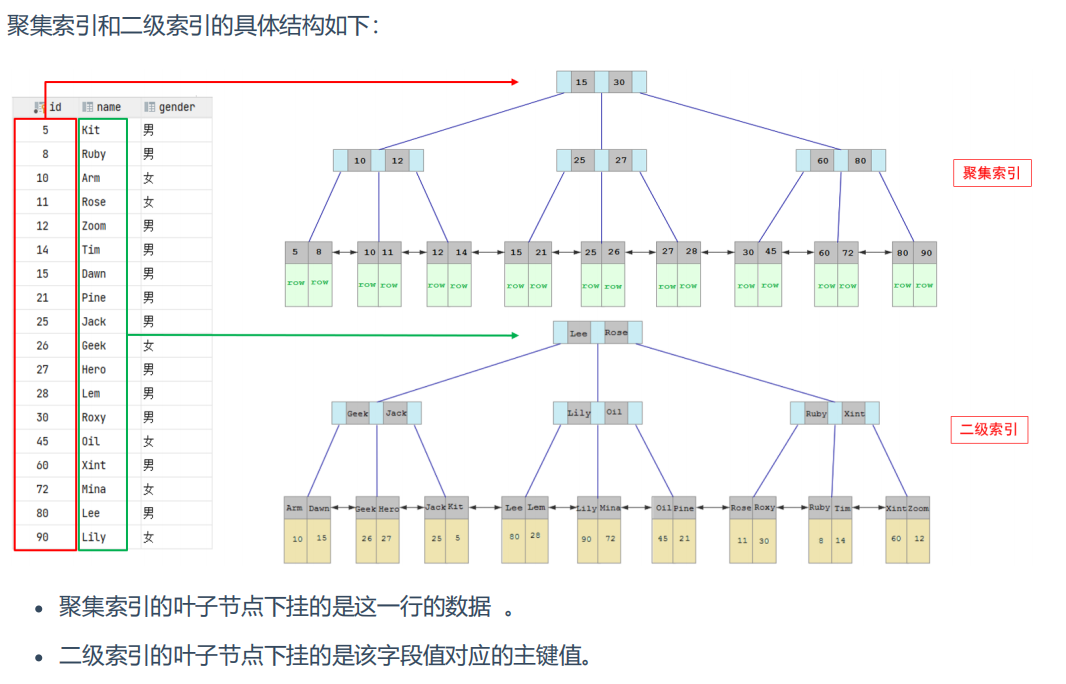 聚集索引和二级索引的具体结构如下：
id name gender
5 Kit 男
8 Ruby 男
10 Arm 女
11 Rose 女
12 Zoom 男
14 Tim 男
15 Dawn 男
21 Pine 男
25 Jack 男
26 Geek 女
27 Hero 男
28 Lem 男
30 Roxy 男
45 Oil 女
60 Xint 男
72 Mina 女
80 Lee 男
90 Lily 女
15 30
10 12 25 27 60 80
聚集索引
5 8 10 11 12 14 15 21 25 26 27 28 30 45 60 72 80 90
row row row row row row row row row row row row row row row row row row
Lee Rose
Geek Jack Lily Oil Ruby Xint
二级索引
Arm Dawn Geek Hero Jack Kit Lee Lem Lily Mina Oil Pine Rose Roxy Ruby Tim Xint Zoom
10 15 26 27 25 5 80 28 90 72 45 21 11 30 8 14 60 12
• 聚集索引的叶子节点下挂的是这一行的数据 。
• 二级索引的叶子节点下挂的是该字段值对应的主键值。